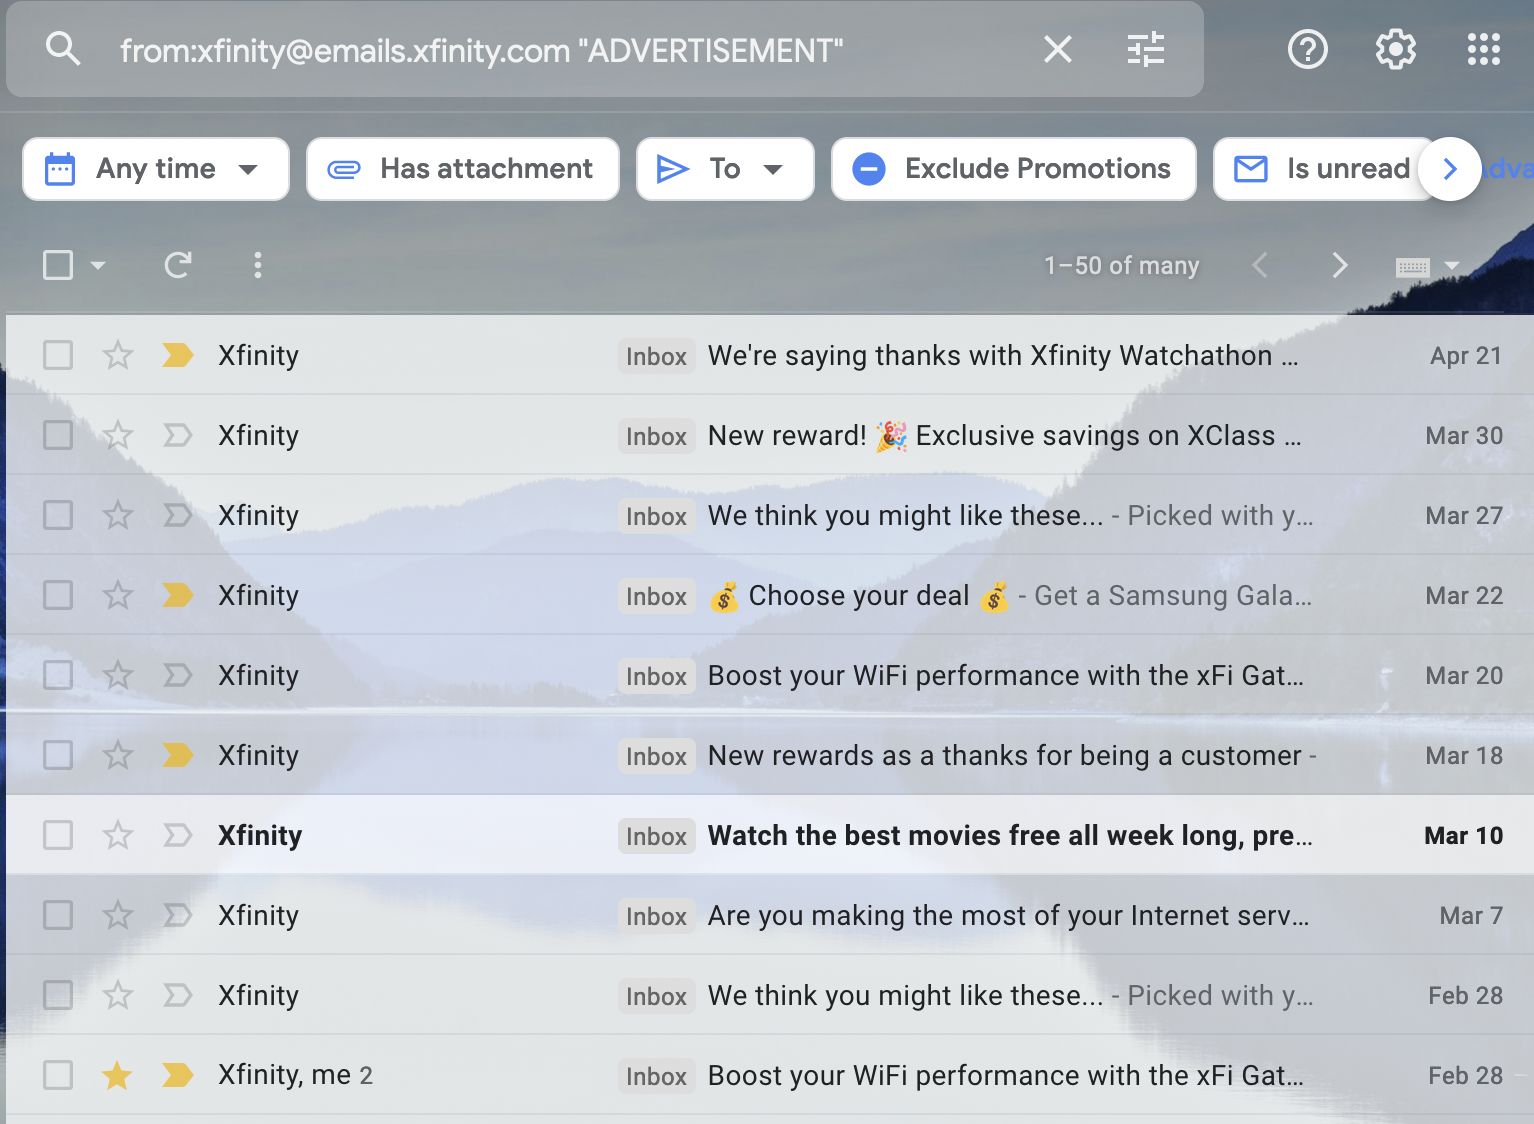 from:xfinity@emails.xfinity.com "ADVERTISEMENT"
Any time Has attachment To Exclude Promotions Is unread Adva
1–50 of many
Xfinity Inbox We're saying thanks with Xfinity Watchathon ... Apr 21
Xfinity Inbox New reward! 🎉 Exclusive savings on XClass ... Mar 30
Xfinity Inbox We think you might like these... - Picked with y... Mar 27
Xfinity Inbox 💰 Choose your deal 💰 - Get a Samsung Gala... Mar 22
Xfinity Inbox Boost your WiFi performance with the xFi Gat... Mar 20
Xfinity Inbox New rewards as a thanks for being a customer - Mar 18
Xfinity Inbox Watch the best movies free all week long, pre... Mar 10
Xfinity Inbox Are you making the most of your Internet serv... Mar 7
Xfinity Inbox We think you might like these... - Picked with y... Feb 28
Xfinity, me 2 Inbox Boost your WiFi performance with the xFi Gat... Feb 28